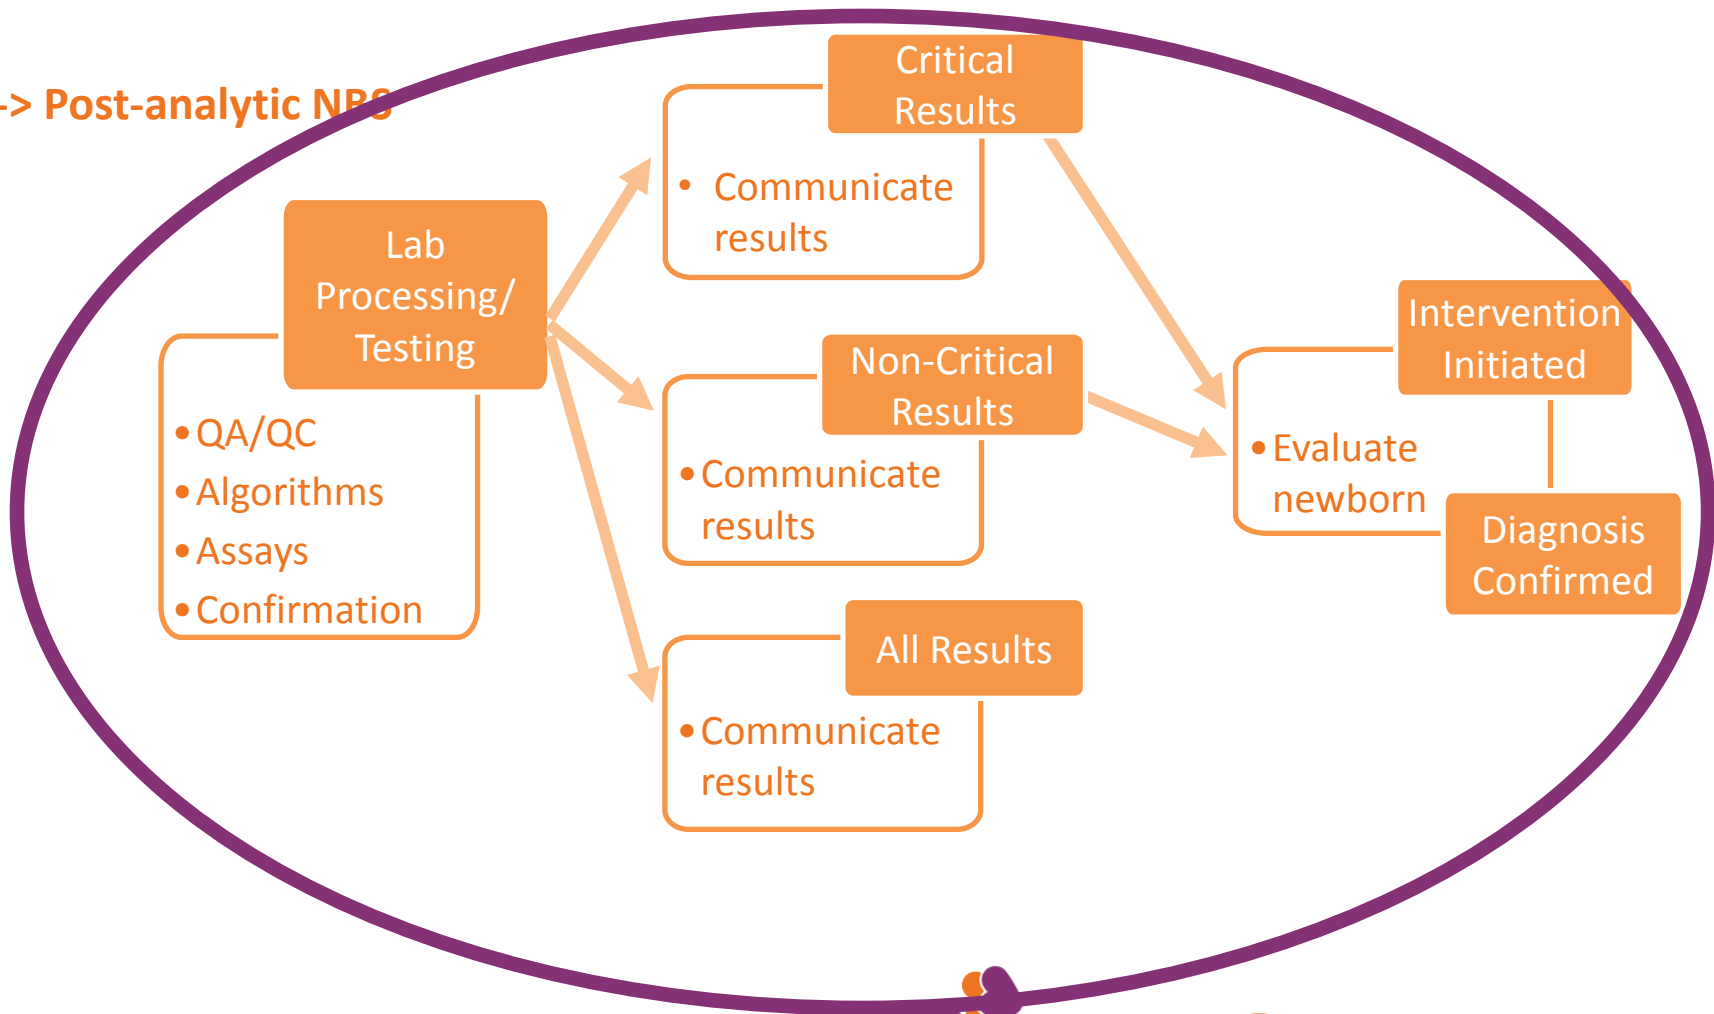 -> Post-analytic NBS
Critical
Results
• Communicate
results
Lab
Processing/
Testing
•QA/QC
•Algorithms
•Assays
•Confirmation
Non-Critical
Results
•Communicate
results
All Results
•Communicate
results
Intervention
Initiated
•Evaluate
newborn
Diagnosis
Confirmed